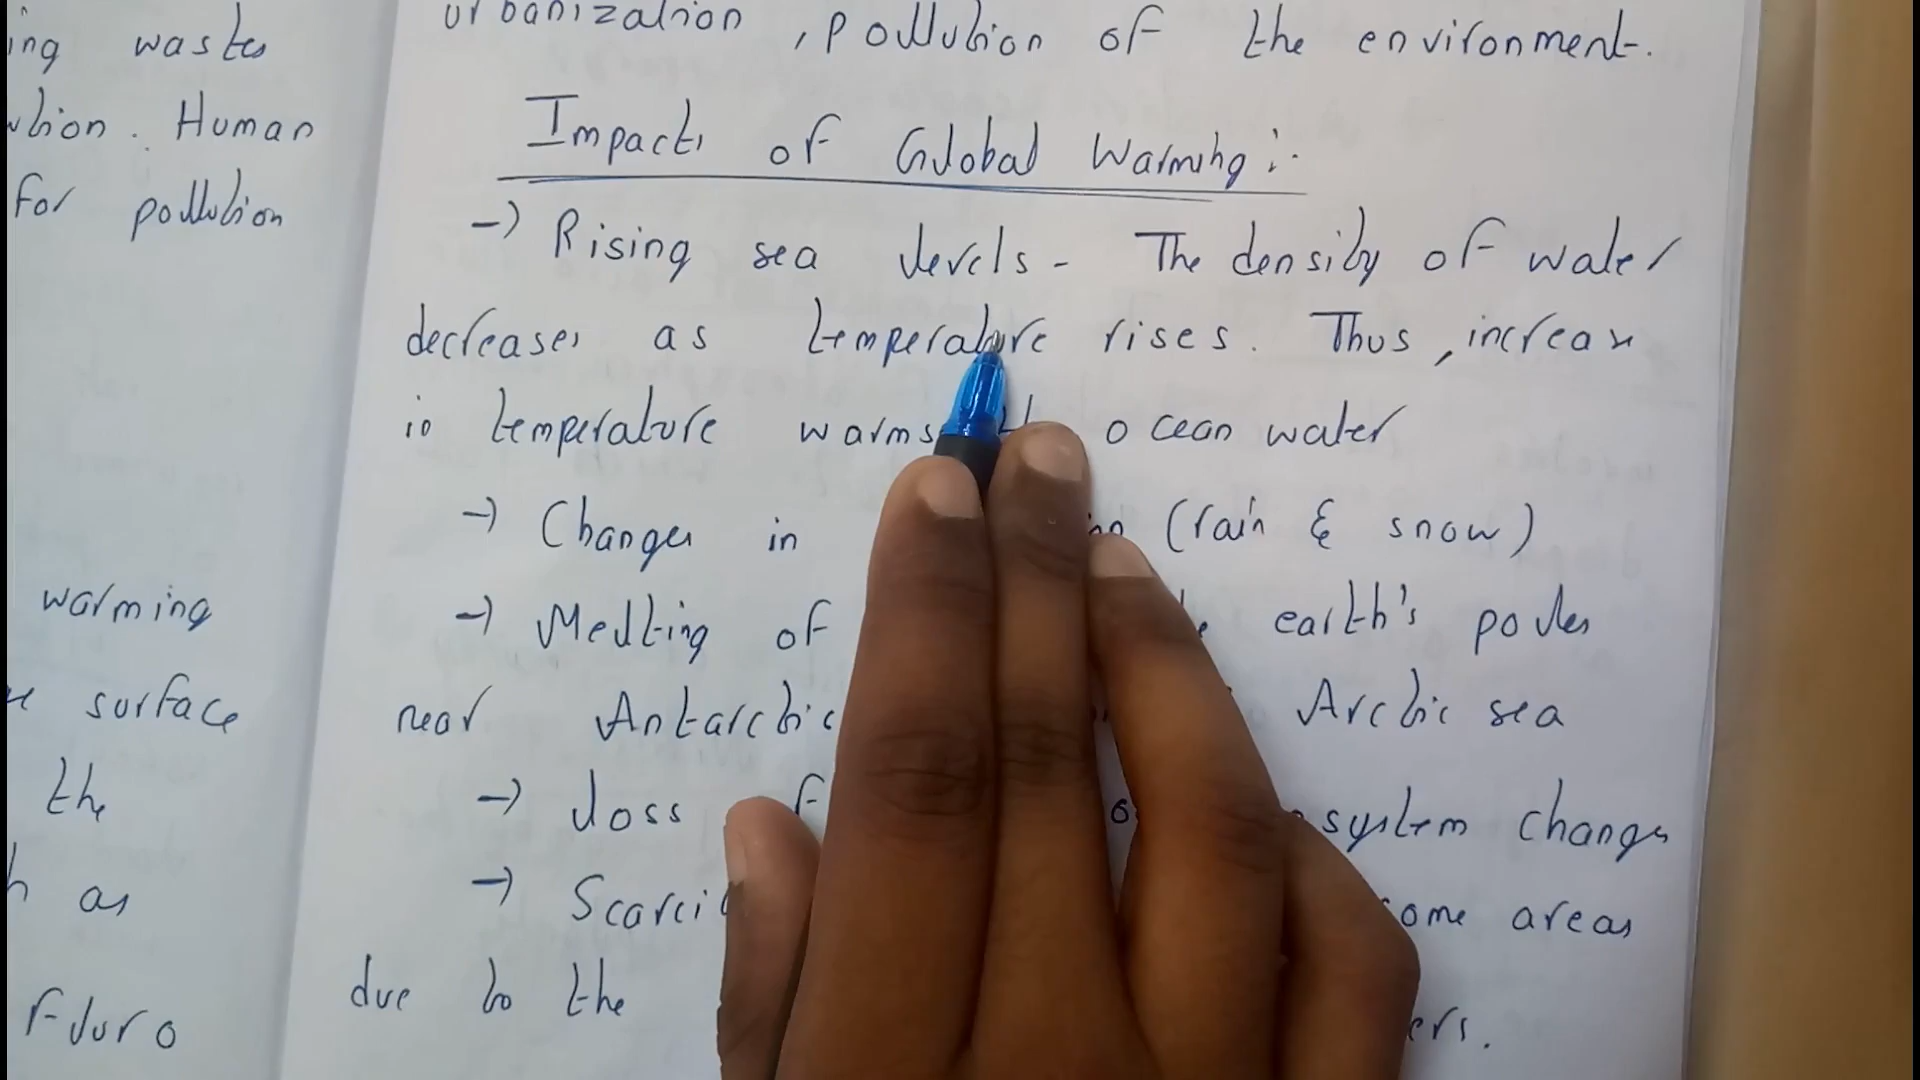 ing wastes
ution. Human
for pollution
warming
surface
the
h as
Fluoro
urbanization, pollution of the environment.
Impacts of Global Warming :-
-> Rising sea levels - The density of water
decreases as temperature rises. Thus, increase
in temperature warms ocean water
-> Changes in (rain & snow)
-> Melting of earth's poles
near Antarctic Arctic sea
-> Loss system changes
-> some areas
due to the ers.